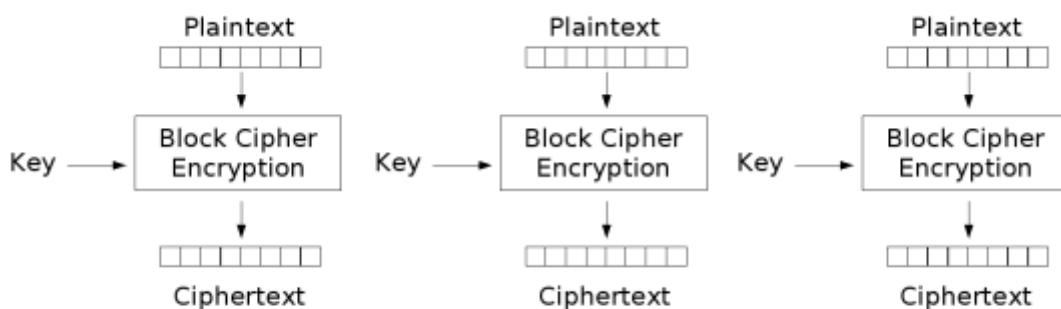 Plaintext Plaintext Plaintext
Key Block Cipher Encryption Key Block Cipher Encryption Key Block Cipher Encryption
Ciphertext Ciphertext Ciphertext